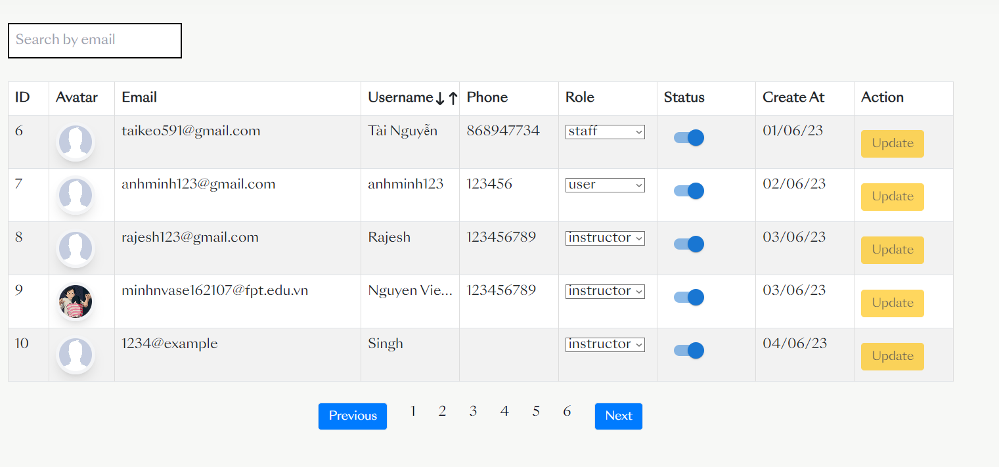 Search by email
ID Avatar Email Username↓↑ Phone Role Status Create At Action
6 taikeo591@gmail.com Tài Nguyễn 868947734 staff 01/06/23 Update
7 anhminh123@gmail.com anhminh123 123456 user 02/06/23 Update
8 rajesh123@gmail.com Rajesh 123456789 instructor 03/06/23 Update
9 minhnvase162107@fpt.edu.vn Nguyen Vie... 123456789 instructor 03/06/23 Update
10 1234@example Singh instructor 04/06/23 Update
Previous 1 2 3 4 5 6 Next